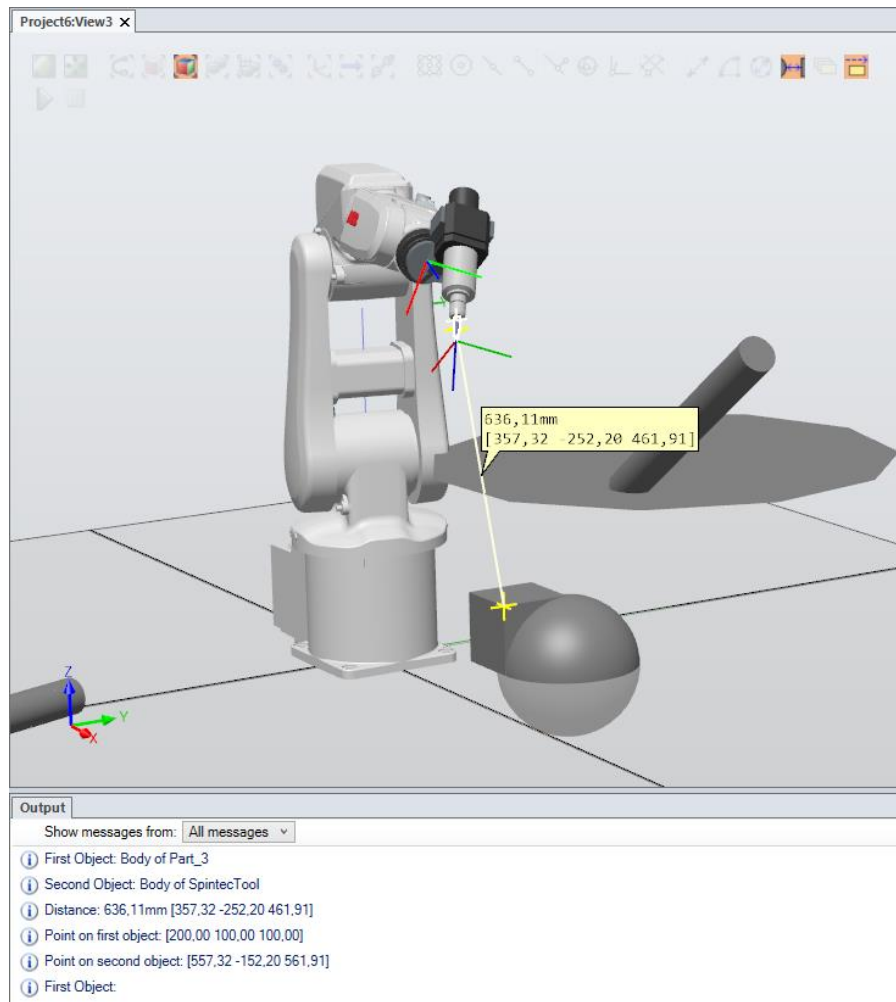 Project6:View3
636,11mm
[357,32 -252,20 461,91]
Z
Y
X
Output
Show messages from: All messages
First Object: Body of Part_3
Second Object: Body of SpintecTool
Distance: 636,11mm [357,32 -252,20 461,91]
Point on first object: [200,00 100,00 100,00]
Point on second object: [557,32 -152,20 561,91]
First Object: